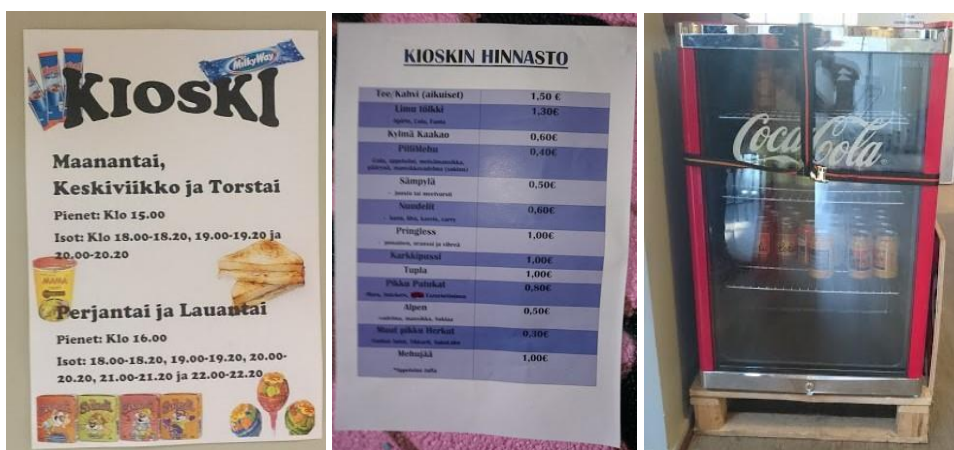 KIOSKI
MilkyWay
Maanantai,
Keskiviikko ja Torstai
Pienet: Klo 15.00
Isot: Klo 18.00-18.20, 19.00-19.20 ja
20.00-20.20
MAMA
Perjantai ja Lauantai
Pienet: Klo 16.00
Isot: 18.00-18.20, 19.00-19.20, 20.00-
20.20, 21.00-21.20 ja 22.00-22.20
KIOSKIN HINNASTO
Tee/Kahvi (aikuiset) 1,50 €
Limu tölkki 1,30€
Kylmä Kaakao 0,60€
PilliMehu 0,40€
Sämpylä 0,50€
Nuudelit 0,60€
Pringless 1,00€
Karkkipussi 1,00€
Tupla 1,00€
Pikku Patukat 0,80€
Alpen 0,50€
Muut pikku Herkut 0,30€
Mehujää 1,00€
Coca Cola